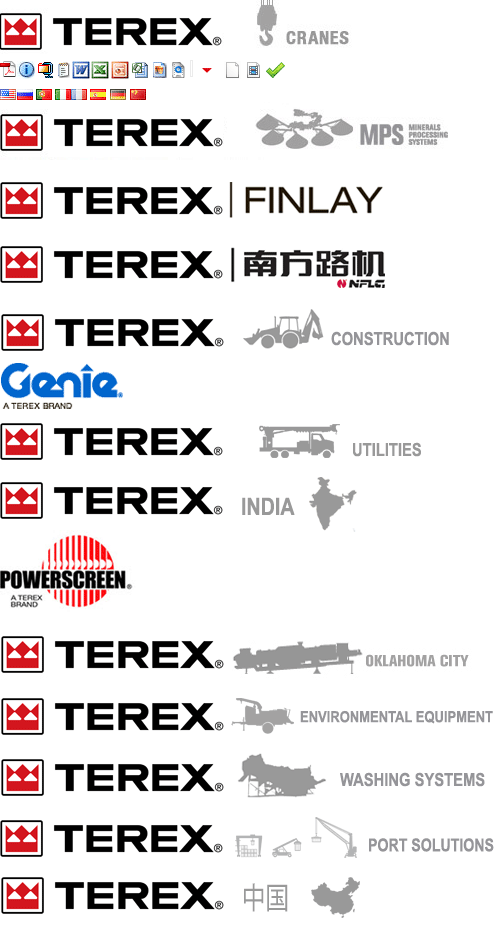 TEREX® CRANES
TEREX® MPS MINERALS
PROCESSING
SYSTEMS
TEREX® FINLAY
TEREX® 南方路机
NFLG
TEREX® CONSTRUCTION
Genie®
A TEREX BRAND
TEREX® UTILITIES
TEREX® INDIA
POWERSCREEN®
A TEREX
BRAND
TEREX® OKLAHOMA CITY
TEREX® ENVIRONMENTAL EQUIPMENT
TEREX® WASHING SYSTEMS
TEREX® PORT SOLUTIONS
TEREX® 中国